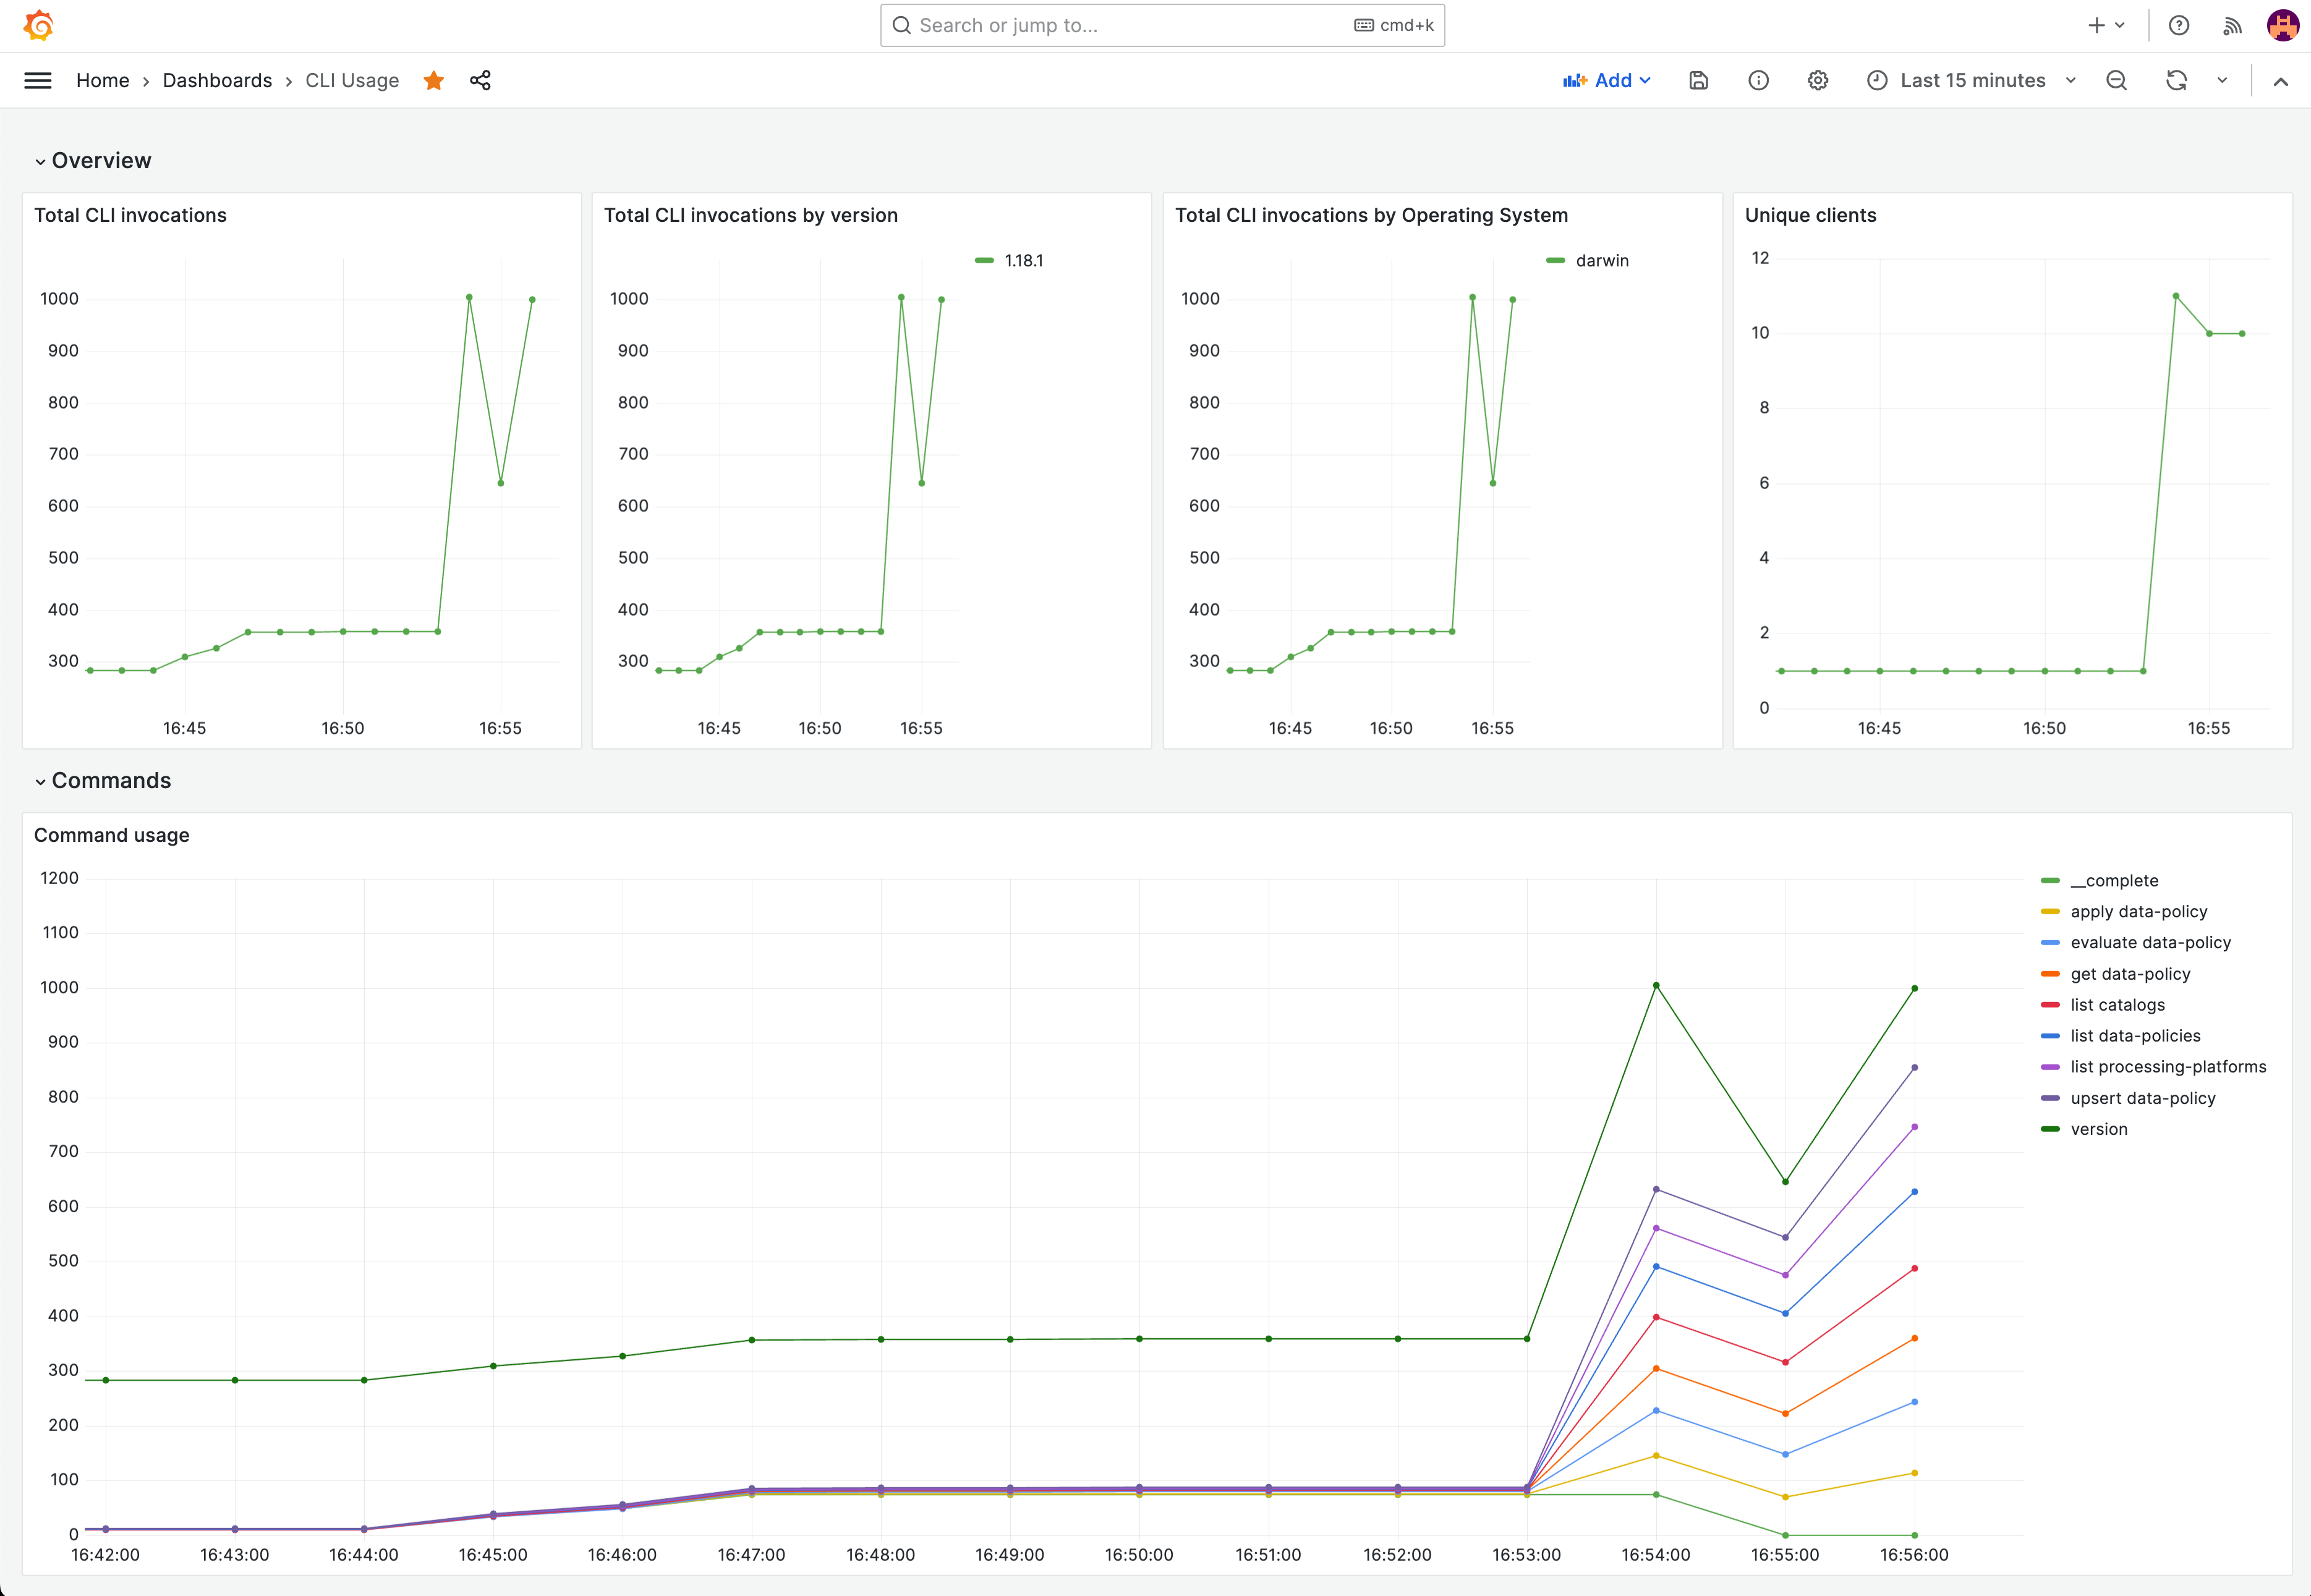 Search or jump to...
cmd+k
Home › Dashboards › CLI Usage
Add
Last 15 minutes
Overview
Total CLI invocations
1000
900
800
700
600
500
400
300
16:45 16:50 16:55
Total CLI invocations by version
1.18.1
1000
900
800
700
600
500
400
300
16:45 16:50 16:55
Total CLI invocations by Operating System
darwin
1000
900
800
700
600
500
400
300
16:45 16:50 16:55
Unique clients
12
10
8
6
4
2
0
16:45 16:50 16:55
Commands
Command usage
1200
1100
1000
900
800
700
600
500
400
300
200
100
0
16:42:00 16:43:00 16:44:00 16:45:00 16:46:00 16:47:00 16:48:00 16:49:00 16:50:00 16:51:00 16:52:00 16:53:00 16:54:00 16:55:00 16:56:00
__complete
apply data-policy
evaluate data-policy
get data-policy
list catalogs
list data-policies
list processing-platforms
upsert data-policy
version